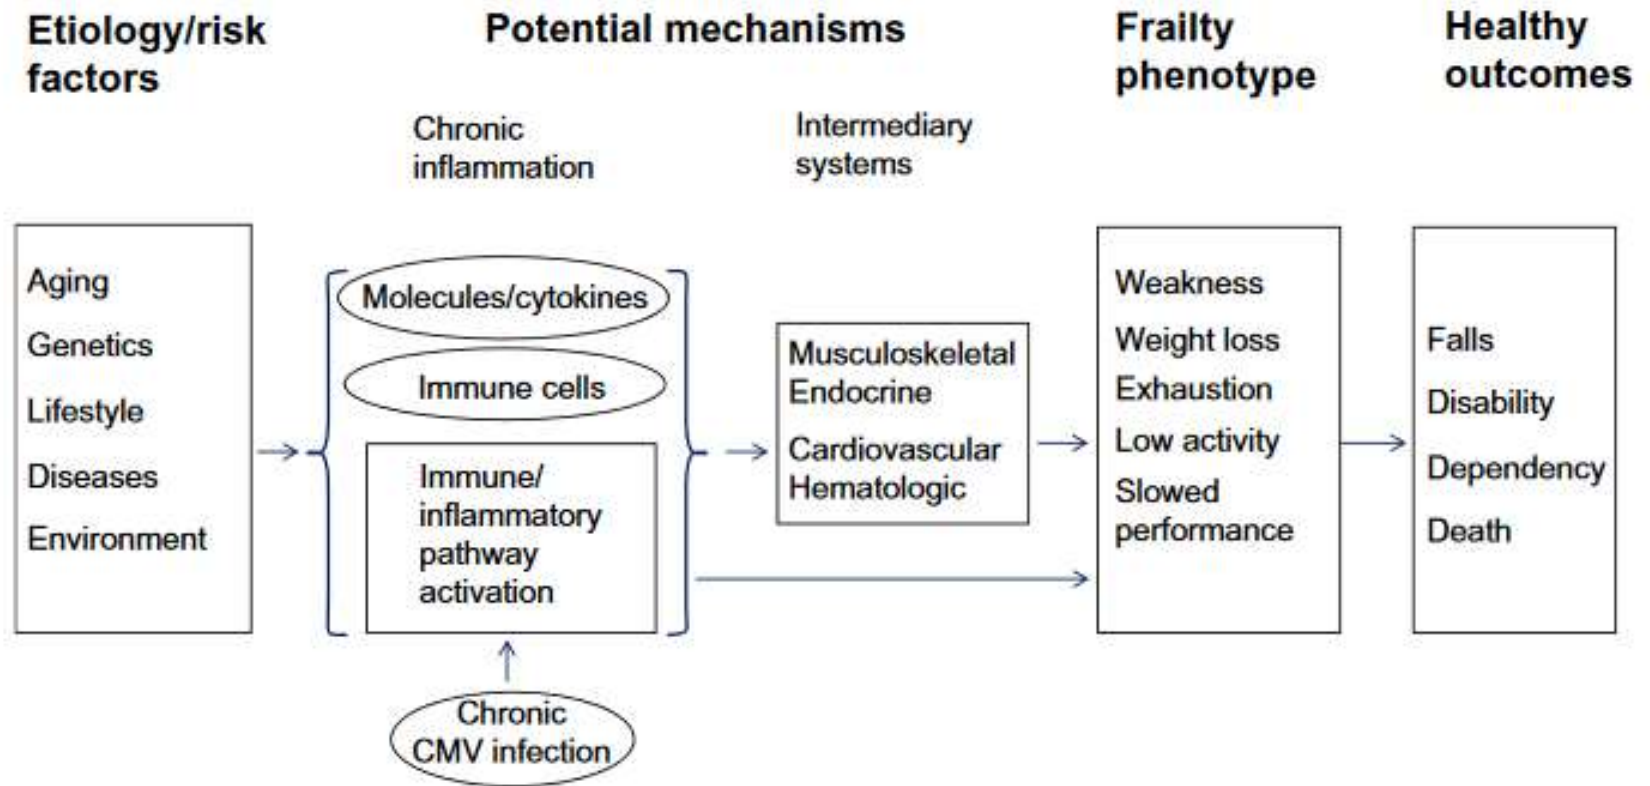 Etiology/risk
factors
Potential mechanisms
Frailty
phenotype
Healthy
outcomes
Chronic
inflammation
Intermediary
systems
Aging
Genetics
Lifestyle
Diseases
Environment
Molecules/cytokines
Immune cells
Immune/
inflammatory
pathway
activation
Chronic
CMV infection
Musculoskeletal
Endocrine
Cardiovascular
Hematologic
Weakness
Weight loss
Exhaustion
Low activity
Slowed
performance
Falls
Disability
Dependency
Death